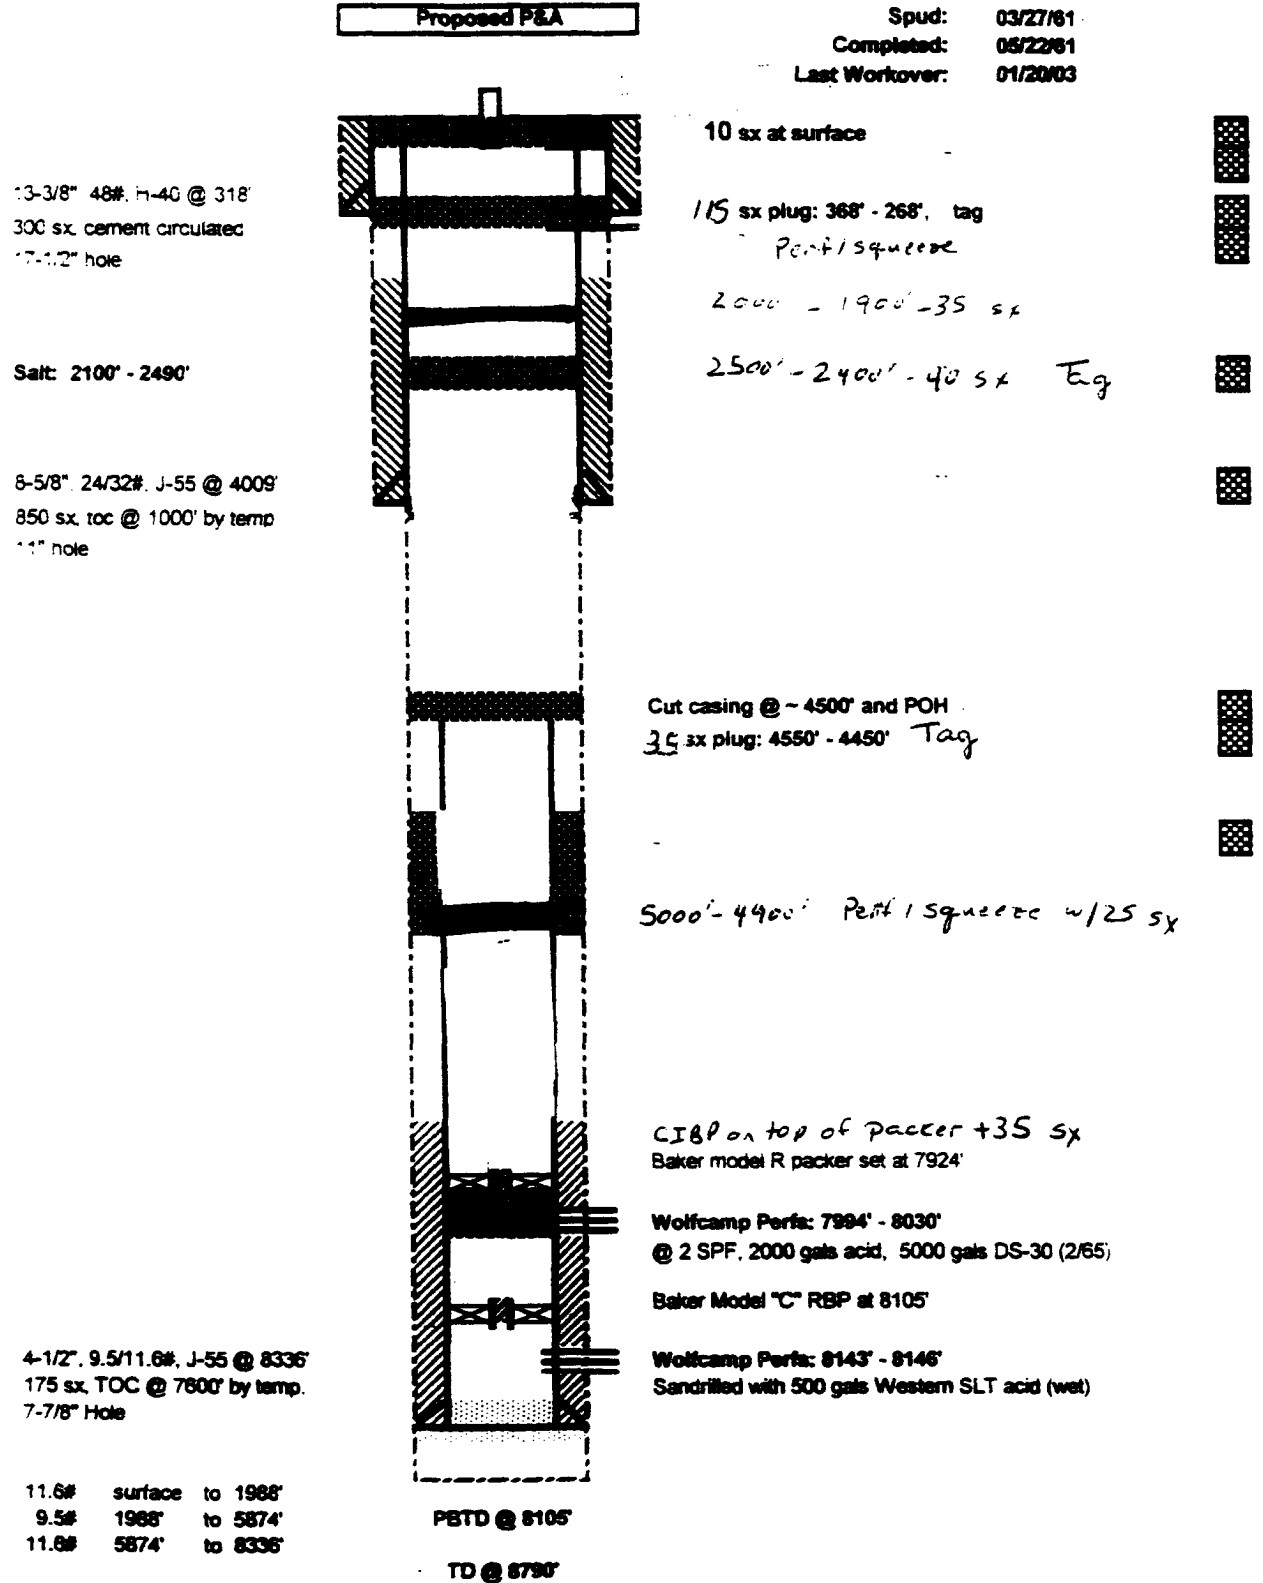 Proposed P&A
Spud: 03/27/61
Completed: 05/22/61
Last Workover: 01/20/03
10 sx at surface
13-3/8" 48#, H-40 @ 318'
300 sx, cement circulated
17-1/2" hole
115 sx plug: 368' - 268', tag
Perf / squeeze
2000 - 1900' - 35 sx
Salt: 2100' - 2490'
2500' - 2400' - 40 sx Tag
8-5/8", 24/32#, J-55 @ 4009'
850 sx, toc @ 1000' by temp
11" hole
Cut casing @ ~ 4500' and POH
35 sx plug: 4550' - 4450' Tag
5000' - 4900' Perf / squeeze w/25 sx
CIBP on top of packer + 35 sx
Baker model R packer set at 7924'
Wolfcamp Perfs: 7994' - 8030'
@ 2 SPF, 2000 gals acid, 5000 gals DS-30 (2/65)
Baker Model "C" RBP at 8105'
4-1/2", 9.5/11.6#, J-55 @ 8336'
175 sx, TOC @ 7600' by temp.
7-7/8" Hole
Wolfcamp Perfs: 8143' - 8146'
Sandrilled with 500 gals Western SLT acid (wet)
11.6# surface to 1988'
9.5# 1988' to 5874'
11.6# 5874' to 8336'
PBTD @ 8105'
TD @ 8790'